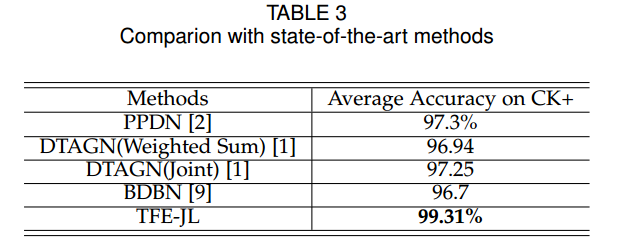 TABLE 3
Comparion with state-of-the-art methods
Methods Average Accuracy on CK+
PPDN [2] 97.3%
DTAGN(Weighted Sum) [1] 96.94
DTAGN(Joint) [1] 97.25
BDBN [9] 96.7
TFE-JL 99.31%